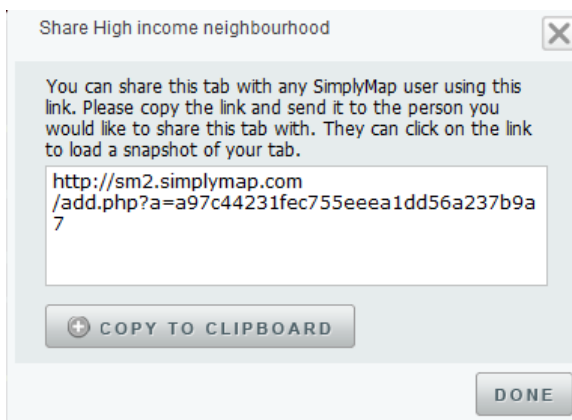 Share High income neighbourhood
You can share this tab with any SimplyMap user using this
link. Please copy the link and send it to the person you
would like to share this tab with. They can click on the link
to load a snapshot of your tab.
http://sm2.simplymap.com
/add.php?a=a97c44231fec755eeea1dd56a237b9a
7
COPY TO CLIPBOARD
DONE